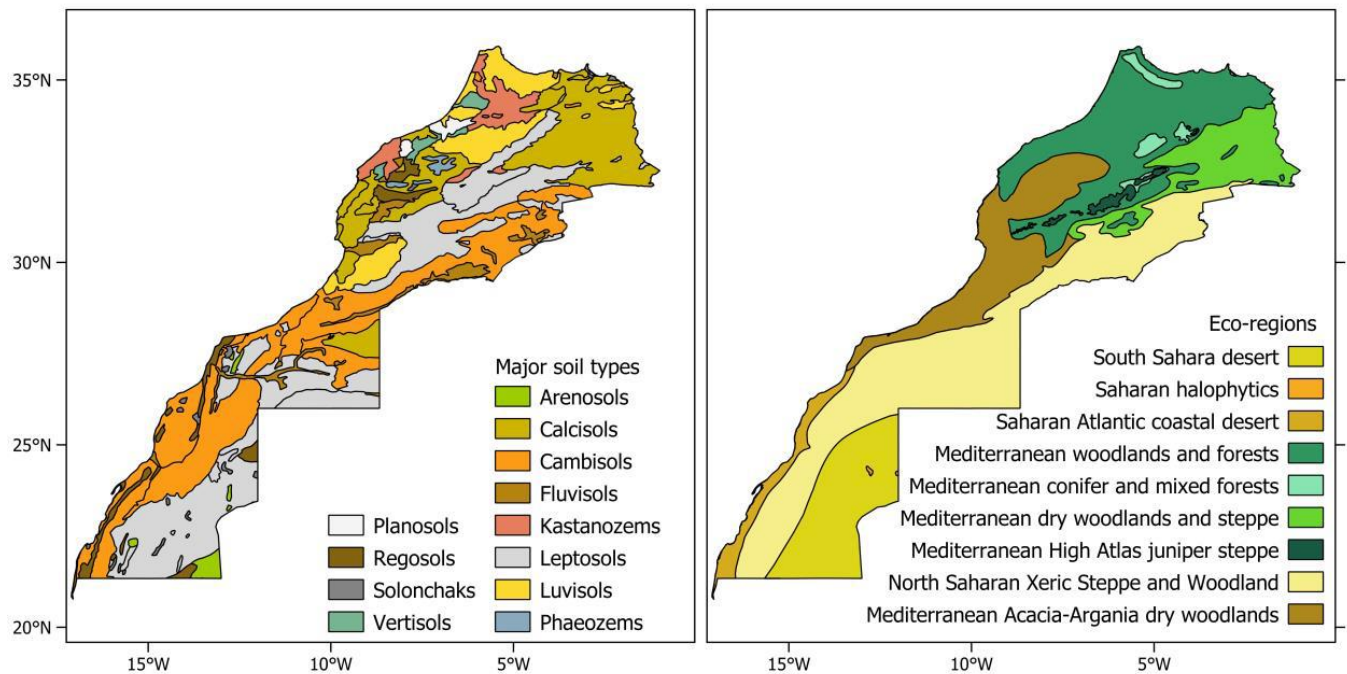 35°N
30°N
25°N
20°N
15°W
10°W
5°W
Major soil types
Arenosols
Calcisols
Cambisols
Fluvisols
Kastanozems
Leptosols
Luvisols
Phaeozems
Planosols
Regosols
Solonchaks
Vertisols
Eco-regions
South Sahara desert
Saharan halophytics
Saharan Atlantic coastal desert
Mediterranean woodlands and forests
Mediterranean conifer and mixed forests
Mediterranean dry woodlands and steppe
Mediterranean High Atlas juniper steppe
North Saharan Xeric Steppe and Woodland
Mediterranean Acacia-Argania dry woodlands
15°W
10°W
5°W